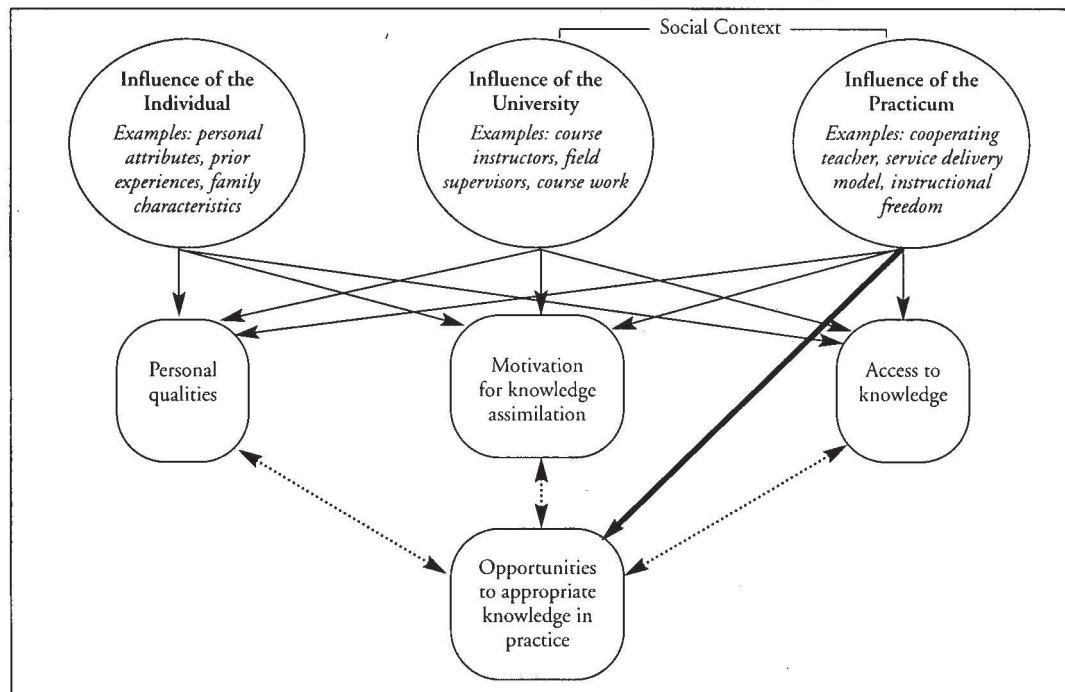 Social Context
Influence of the
Individual
Examples: personal
attributes, prior
experiences, family
characteristics
Influence of the
University
Examples: course
instructors, field
supervisors, course work
Influence of the
Practicum
Examples: cooperating
teacher, service delivery
model, instructional
freedom
Personal
qualities
Motivation
for knowledge
assimilation
Access to
knowledge
Opportunities
to appropriate
knowledge in
practice